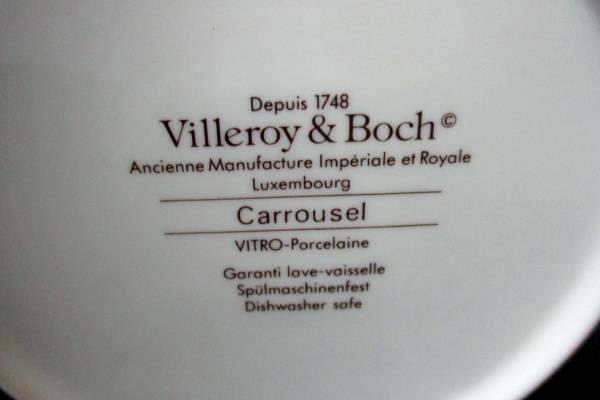 Depuis 1748
Villeroy & Boch©
Ancienne Manufacture Impériale et Royale
Luxembourg
Carrousel
VITRO-Porcelaine
Garanti lave-vaisselle
Spülmaschinenfest
Dishwasher safe